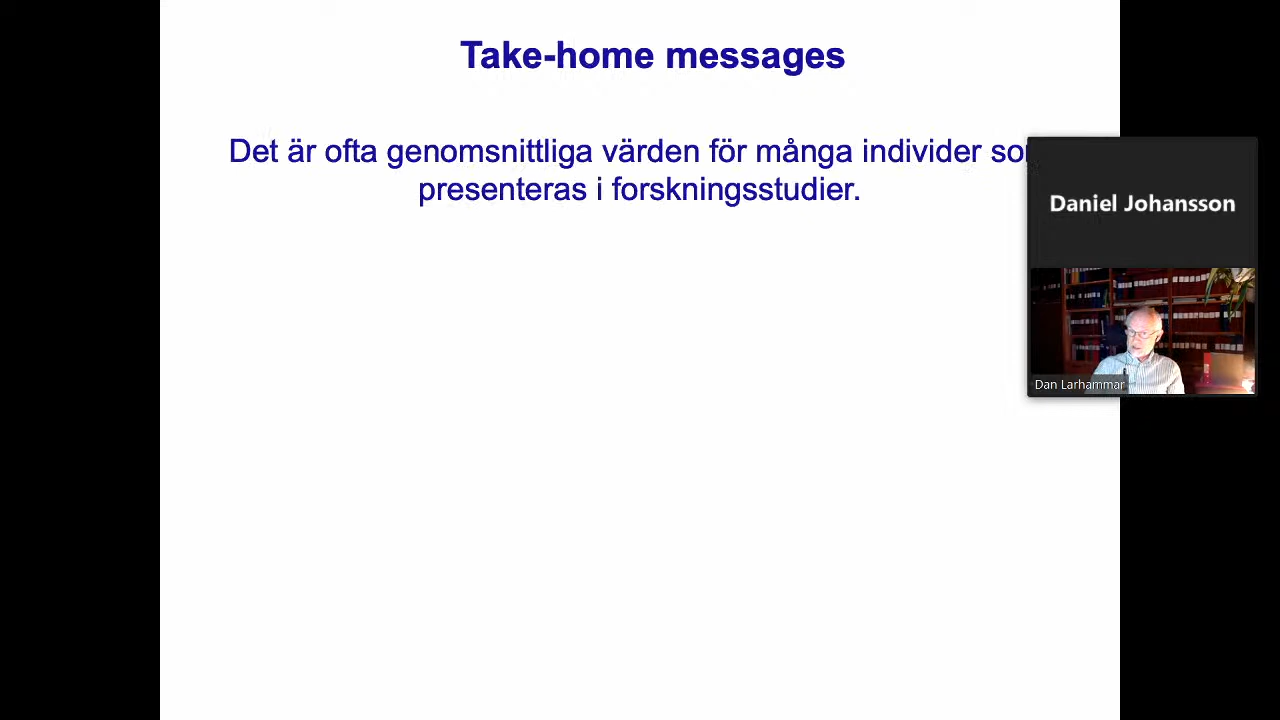 Take-home messages
Det är ofta genomsnittliga värden för många individer so
presenteras i forskningsstudier.
Daniel Johansson
Dan Larhammar